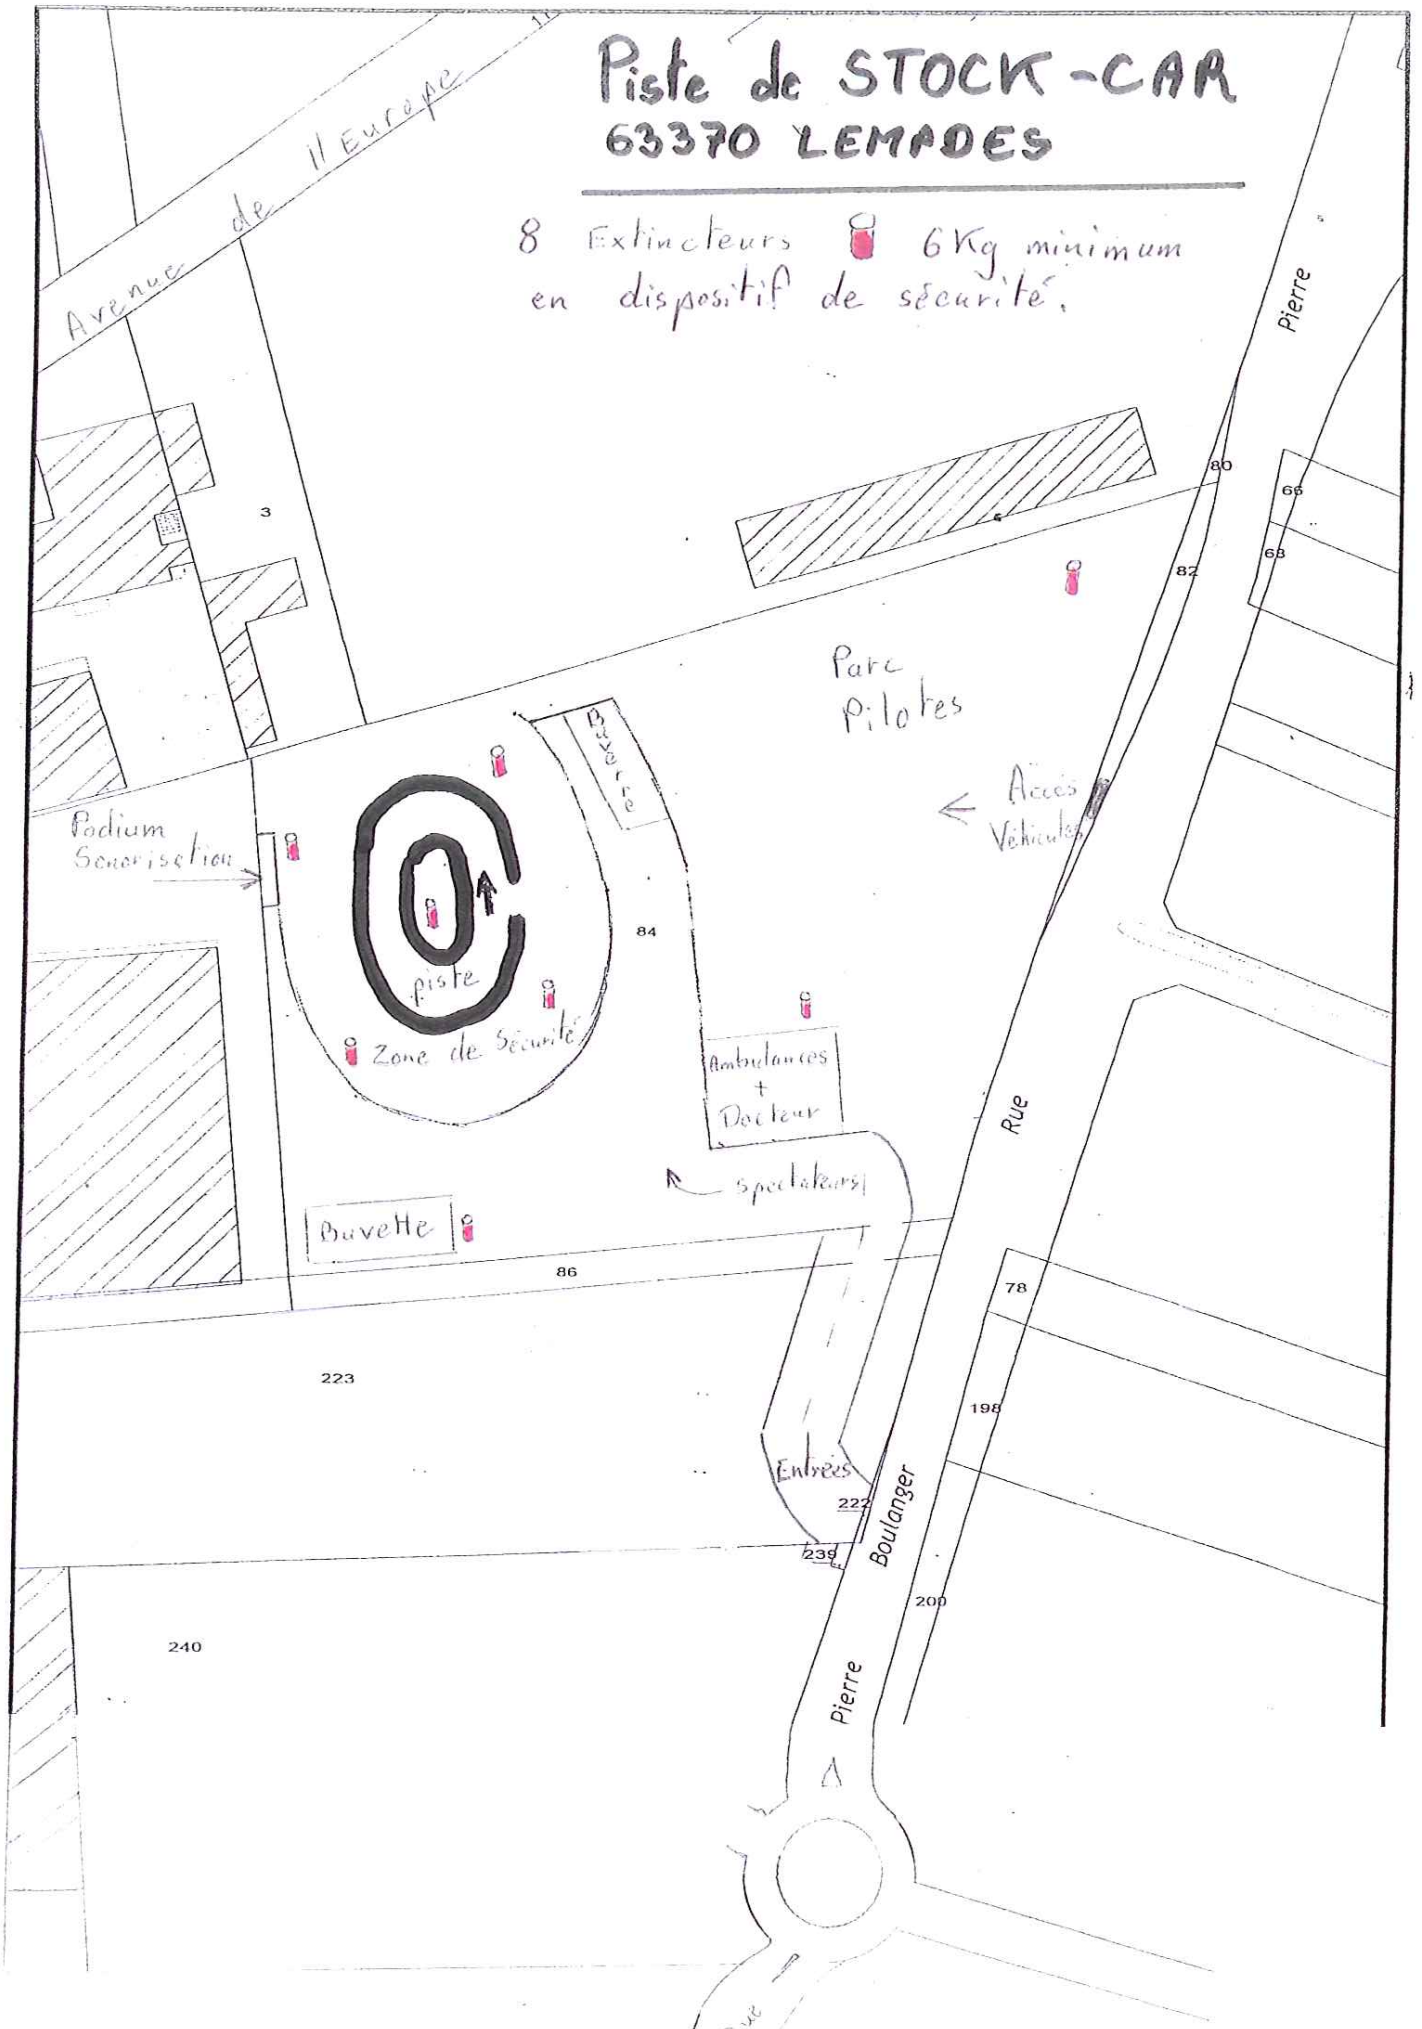 Piste de STOCK-CAR
63370 LEMPDES
8 Extincteurs 6Kg minimum
en dispositif de sécurité.
11
Avenue de l'Europe
Pierre
80
66
3
68
82
Parc
Pilotes
Buvette
Accès
Véhicules
Podium
Sonorisation
84
piste
Zone de Sécurité
Ambulances
+
Docteur
Rue
spectateurs
Buvette
86
78
223
198
Entrées
222
Boulanger
239
200
240
Pierre